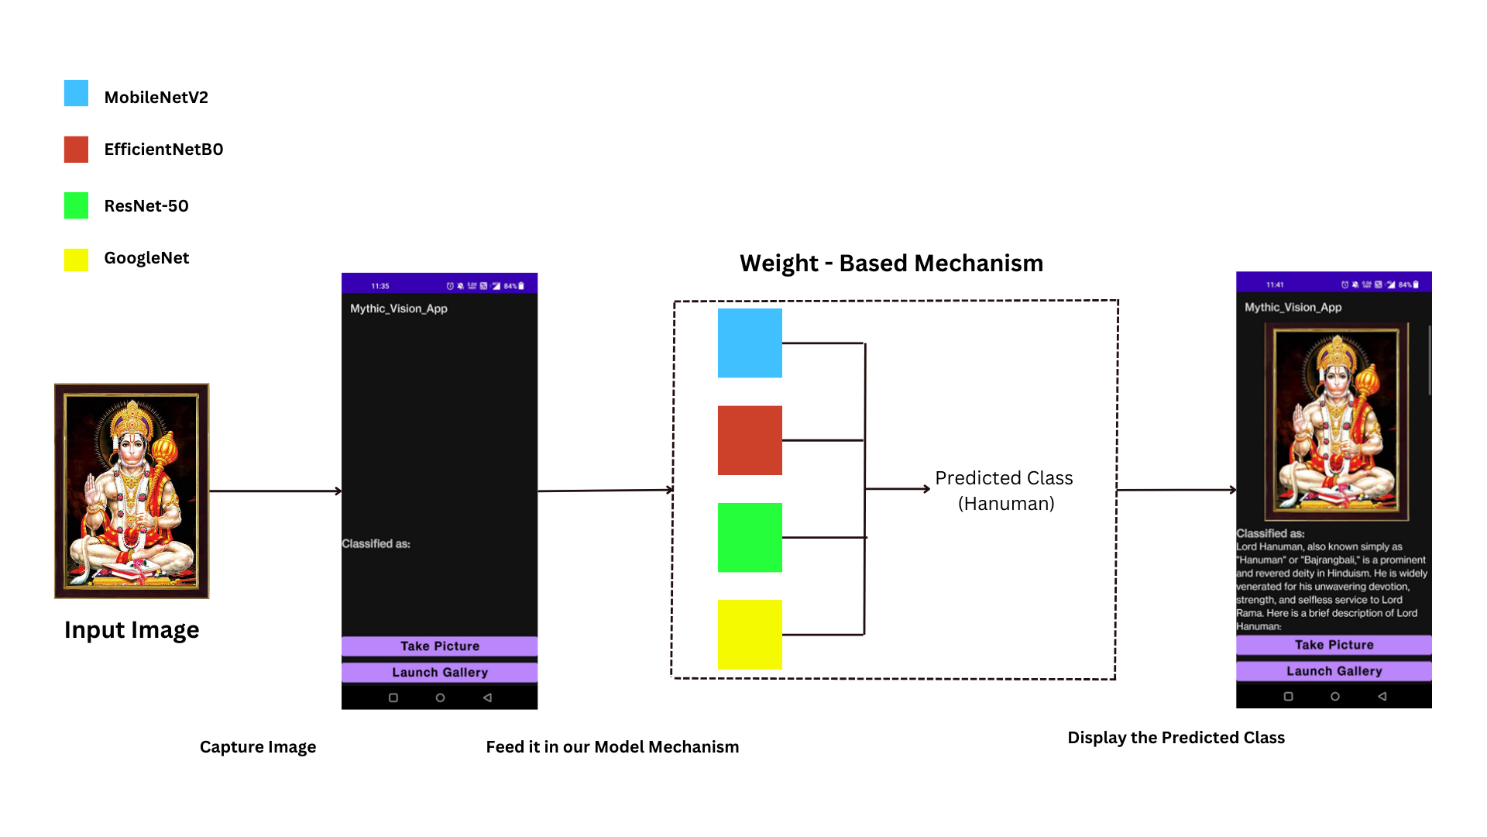 MobileNetV2
EfficientNetB0
ResNet-50
GoogleNet
Weight - Based Mechanism
11:35
84%
Mythic_Vision_App
Classified as:
Take Picture
Launch Gallery
Input Image
Predicted Class
(Hanuman)
11:41
84%
Mythic_Vision_App
Classified as:
Lord Hanuman, also known simply as
"Hanuman" or "Bajrangbali," is a prominent
and revered deity in Hinduism. He is widely
venerated for his unwavering devotion,
strength, and selfless service to Lord
Rama. Here is a brief description of Lord
Hanuman:
Take Picture
Launch Gallery
Capture Image
Feed it in our Model Mechanism
Display the Predicted Class